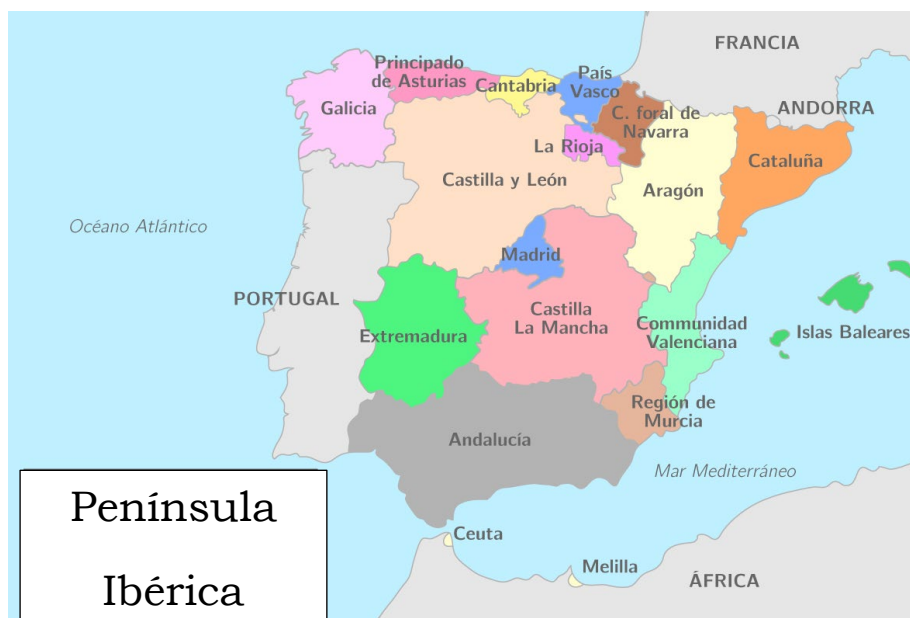 FRANCIA
Principado
de Asturias
Cantabria
País
Vasco
Galicia
C. foral de
Navarra
ANDORRA
La Rioja
Cataluña
Castilla y León
Aragón
Océano Atlántico
Madrid
PORTUGAL
Castilla
La Mancha
Extremadura
Communidad
Valenciana
Islas Baleares
Región de
Murcia
Andalucía
Mar Mediterráneo
Ceuta
Melilla
ÁFRICA
Península
Ibérica